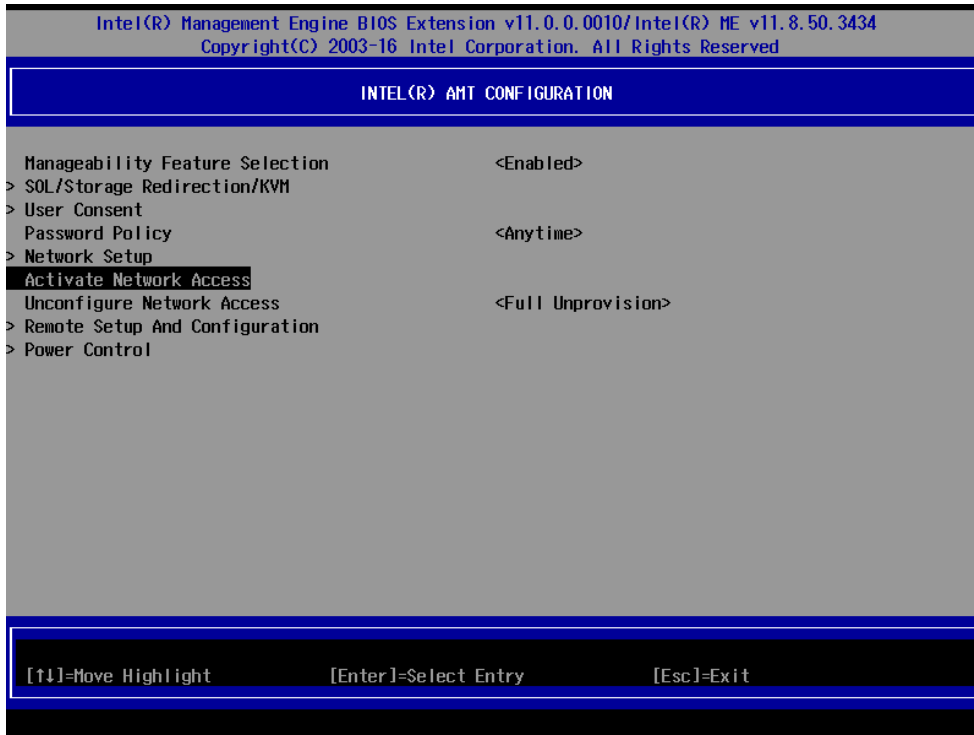 Intel(R) Management Engine BIOS Extension v11.0.0.0010/Intel(R) ME v11.8.50.3434
Copyright(C) 2003-16 Intel Corporation. All Rights Reserved
INTEL(R) AMT CONFIGURATION
Manageability Feature Selection <Enabled>
> SOL/Storage Redirection/KVM
> User Consent
Password Policy <Anytime>
> Network Setup
Activate Network Access
Unconfigure Network Access <Full Unprovision>
> Remote Setup And Configuration
> Power Control
[↑↓]=Move Highlight [Enter]=Select Entry [Esc]=Exit